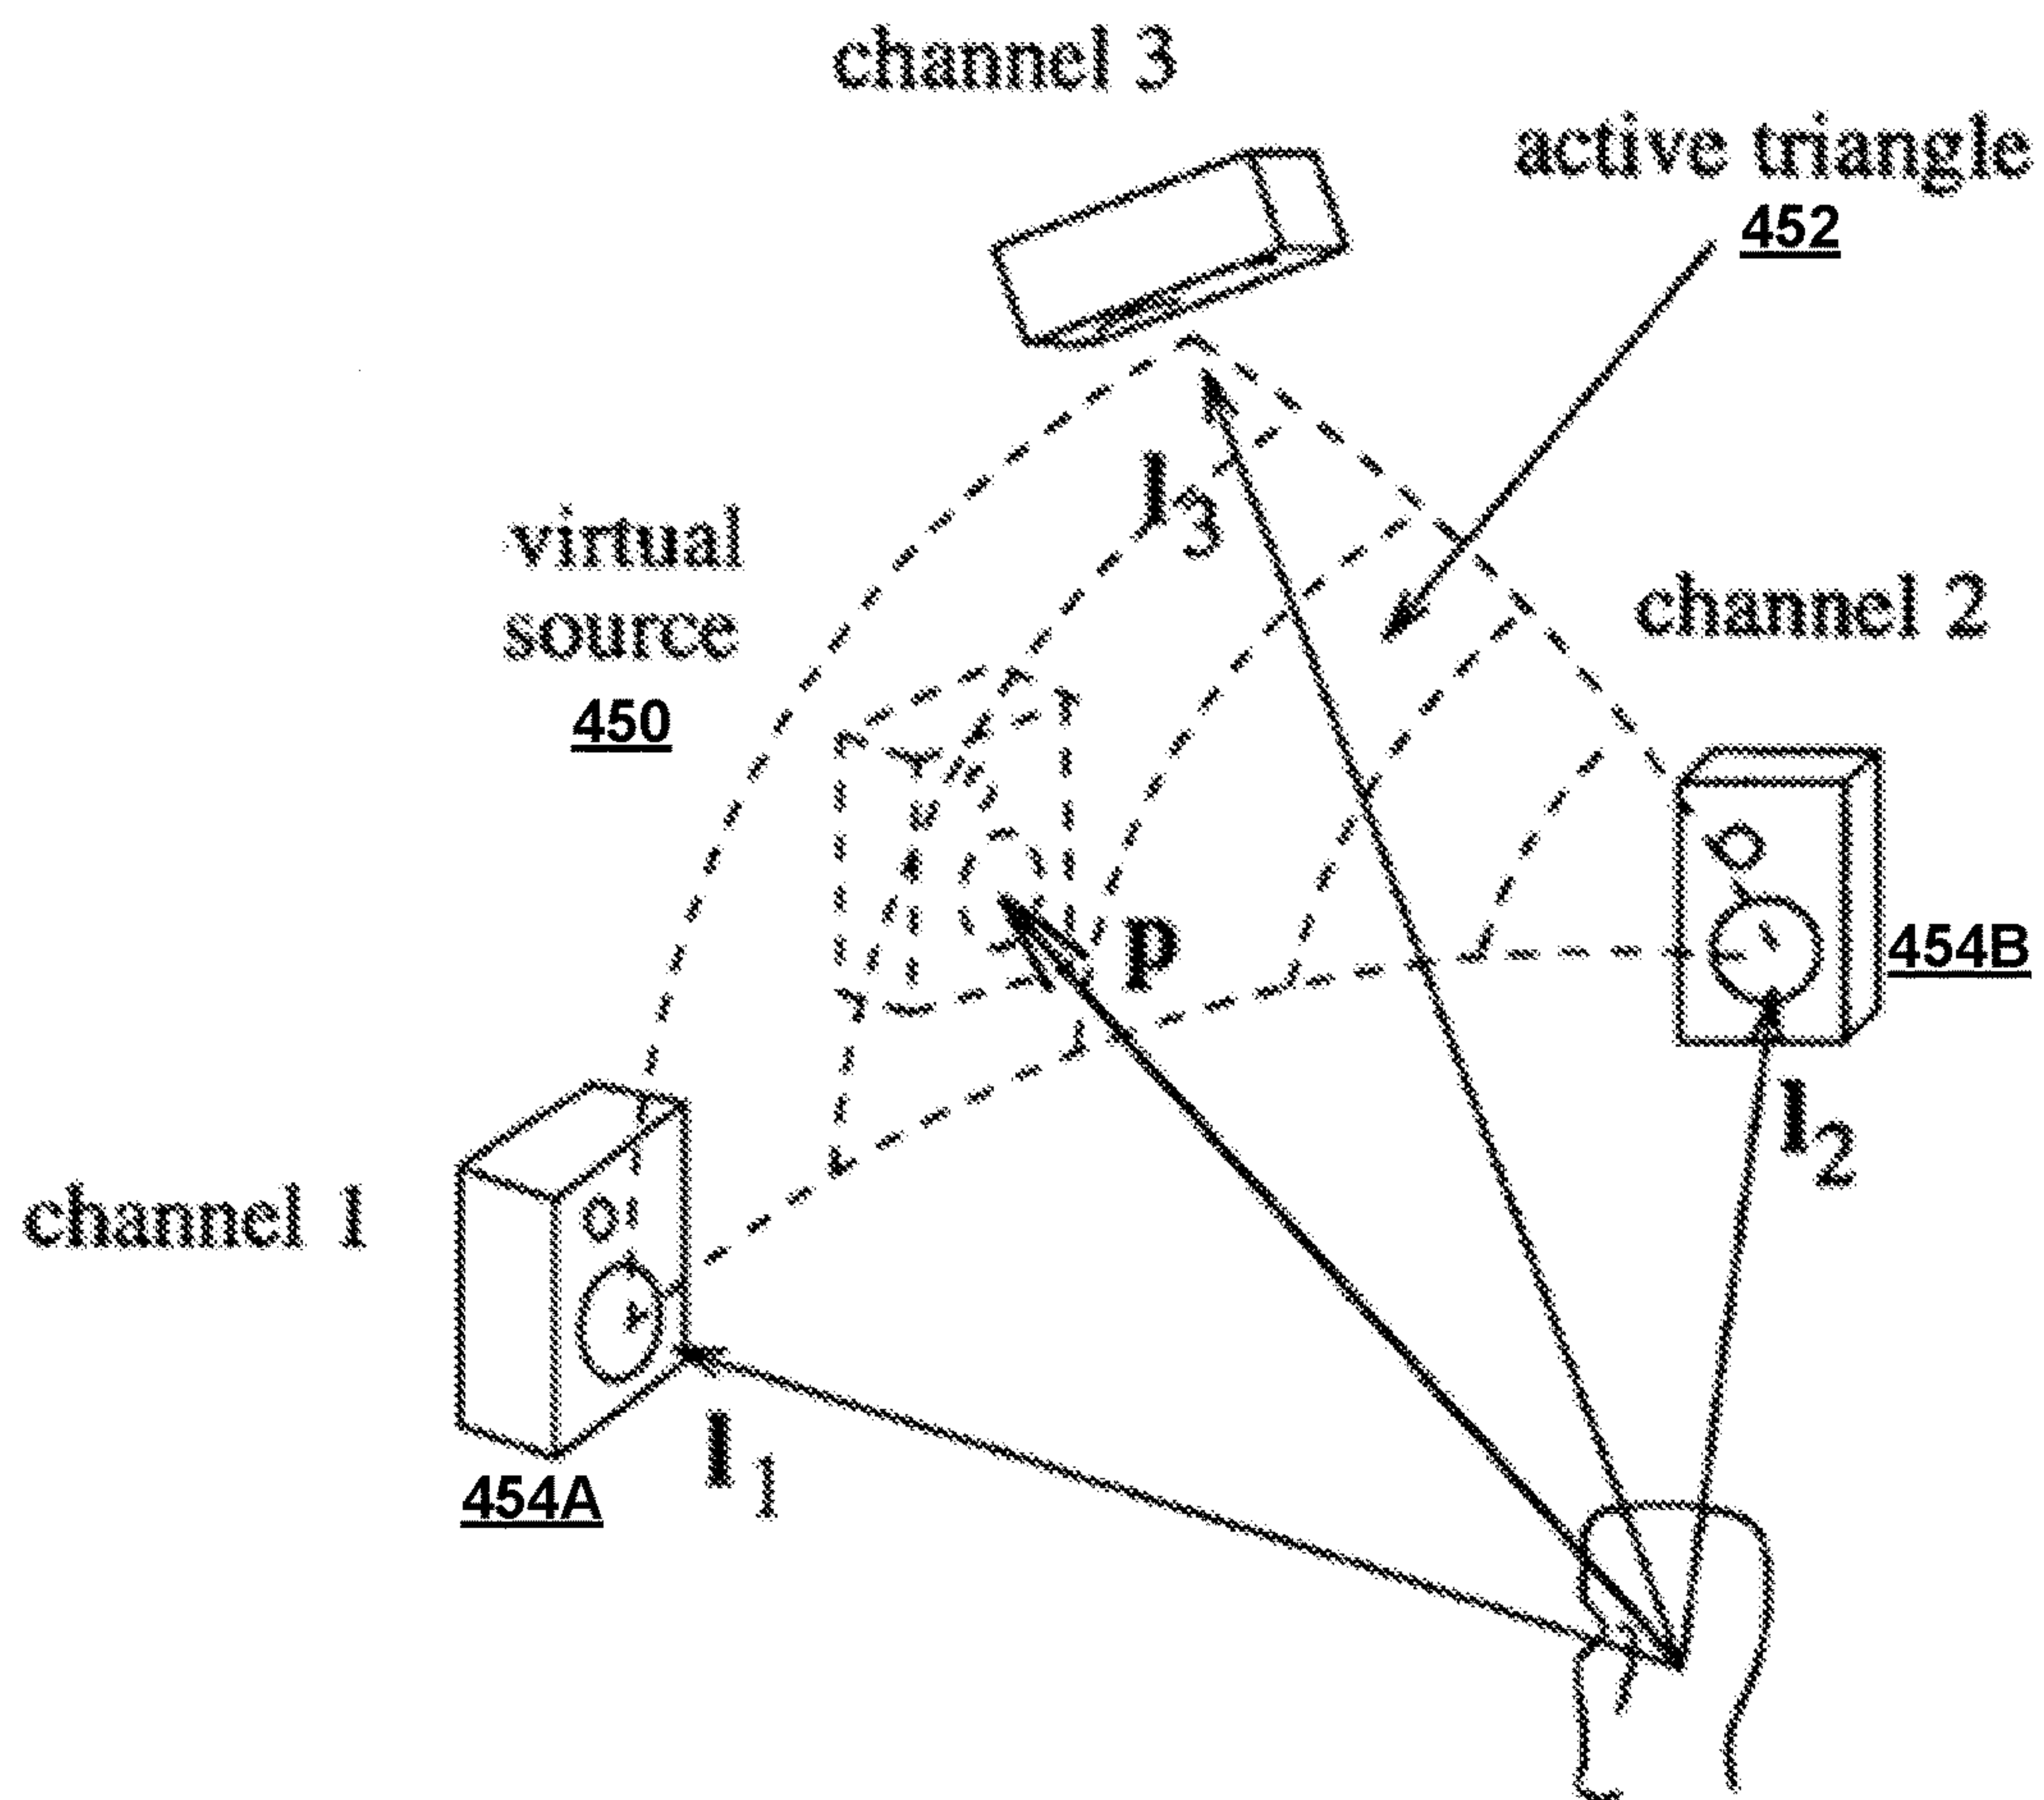 channel 3
active triangle
452
l3
virtual
source
450
channel 2
p
454B
l2
channel 1
l1
454A